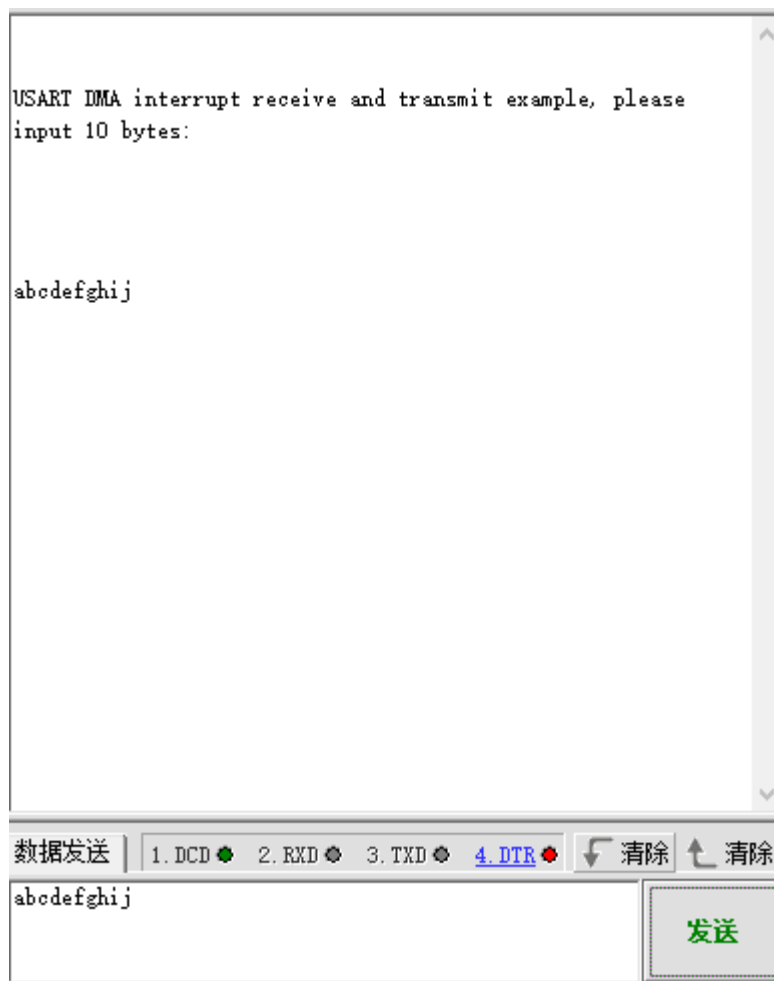 USART DMA interrupt receive and transmit example, please
input 10 bytes:
abcdefghij
数据发送 1.DCD 2.RXD 3.TXD 4.DTR 清除 清除
abcdefghij
发送